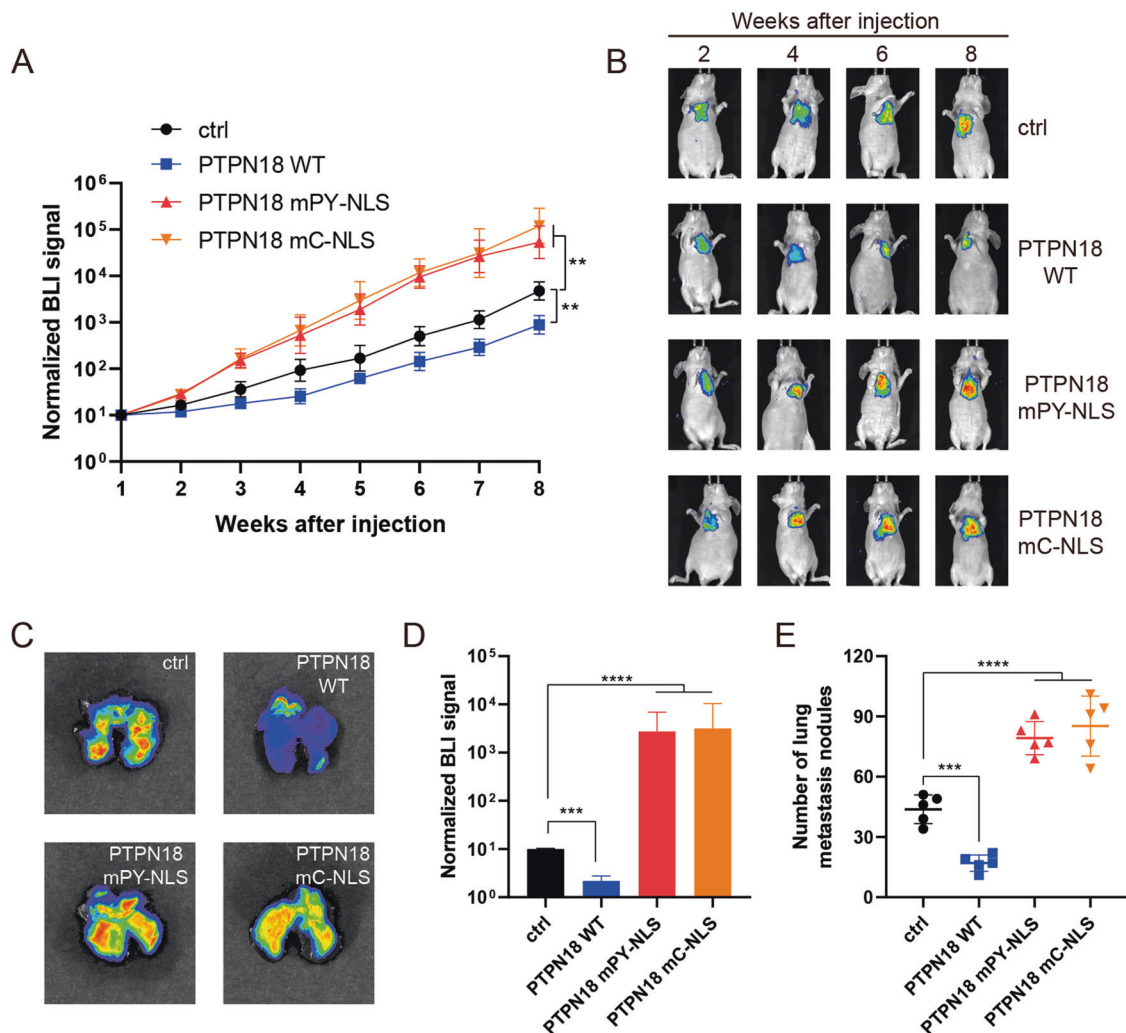 A
ctrl
PTPN18 WT
PTPN18 mPY-NLS
PTPN18 mC-NLS
Normalized BLI signal
10⁶
10⁵
10⁴
10³
10²
10¹
10⁰
**
**
1 2 3 4 5 6 7 8
Weeks after injection
B
Weeks after injection
2 4 6 8
ctrl
PTPN18
WT
PTPN18
mPY-NLS
PTPN18
mC-NLS
C
ctrl
PTPN18
WT
PTPN18
mPY-NLS
PTPN18
mC-NLS
D
Normalized BLI signal
10⁵
10⁴
10³
10²
10¹
10⁰
****
***
ctrl
PTPN18 WT
PTPN18 mPY-NLS
PTPN18 mC-NLS
E
Number of lung
metastasis nodules
120
90
60
30
0
****
***
ctrl
PTPN18 WT
PTPN18 mPY-NLS
PTPN18 mC-NLS